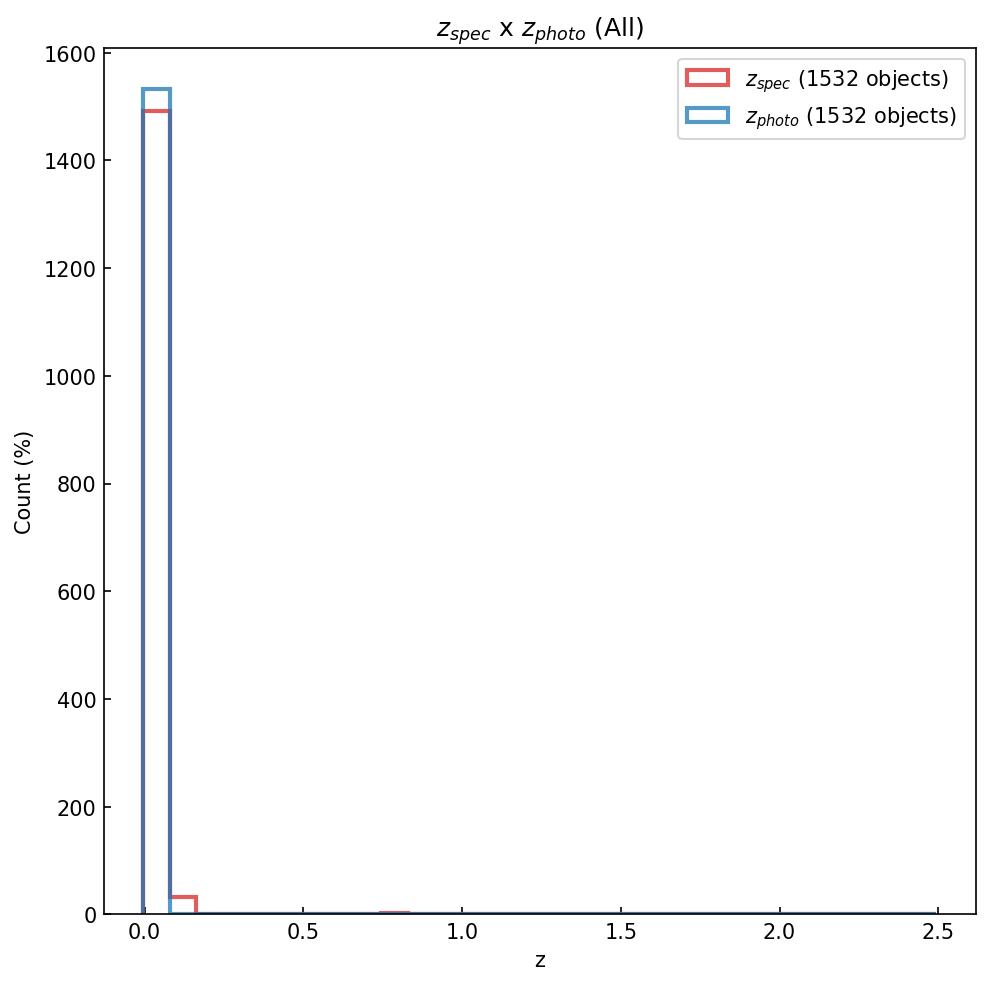 z_spec x z_photo (All)
z_spec (1532 objects)
z_photo (1532 objects)
Count (%)
1600
1400
1200
1000
800
600
400
200
0
0.0 0.5 1.0 1.5 2.0 2.5
z